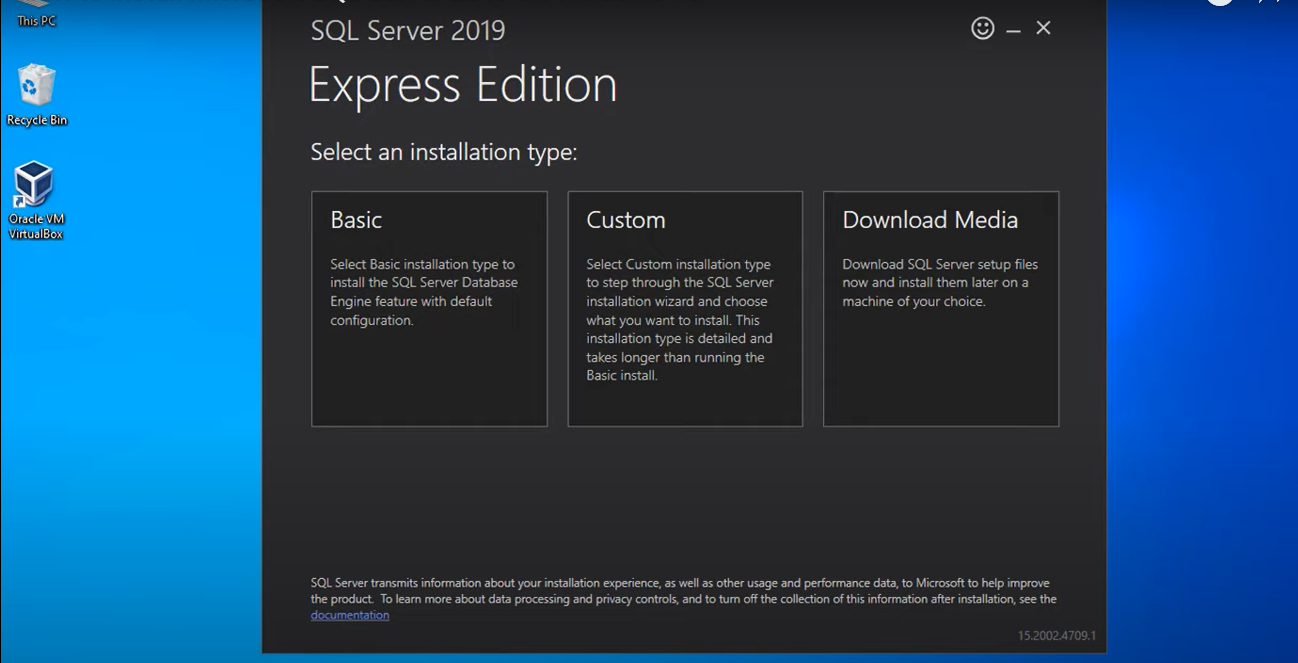 This PC
Recycle Bin
Oracle VM
VirtualBox
SQL Server 2019
Express Edition
Select an installation type:
Basic
Select Basic installation type to
install the SQL Server Database
Engine feature with default
configuration.
Custom
Select Custom installation type
to step through the SQL Server
installation wizard and choose
what you want to install. This
installation type is detailed and
takes longer than running the
Basic install.
Download Media
Download SQL Server setup files
now and install them later on a
machine of your choice.
SQL Server transmits information about your installation experience, as well as other usage and performance data, to Microsoft to help improve
the product. To learn more about data processing and privacy controls, and to turn off the collection of this information after installation, see the
documentation
15.2002.4709.1